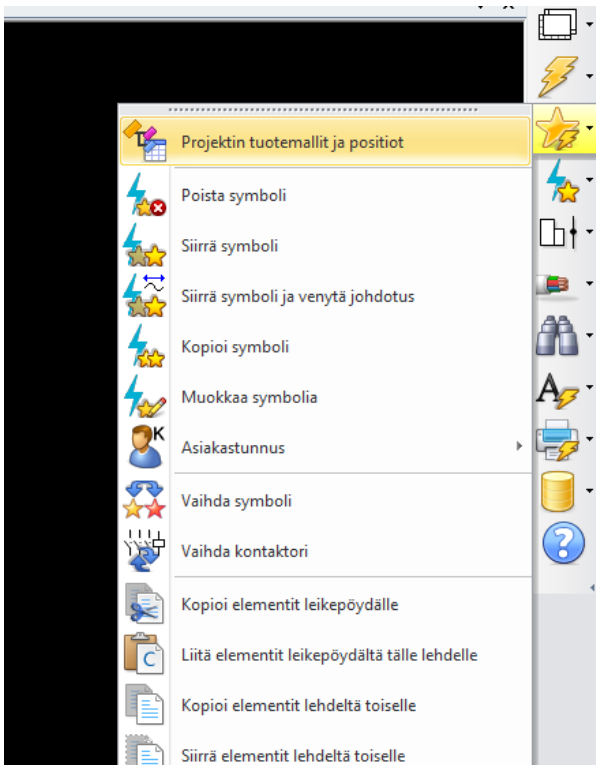 Projektin tuotemallit ja positiot
Poista symboli
Siirrä symboli
Siirrä symboli ja venytä johdotus
Kopioi symboli
Muokkaa symbolia
K
Asiakastunnus
Vaihda symboli
Vaihda kontaktori
Kopioi elementit leikepöydälle
C
Liitä elementit leikepöydältä tälle lehdelle
Kopioi elementit lehdeltä toiselle
Siirrä elementit lehdeltä toiselle
A
?